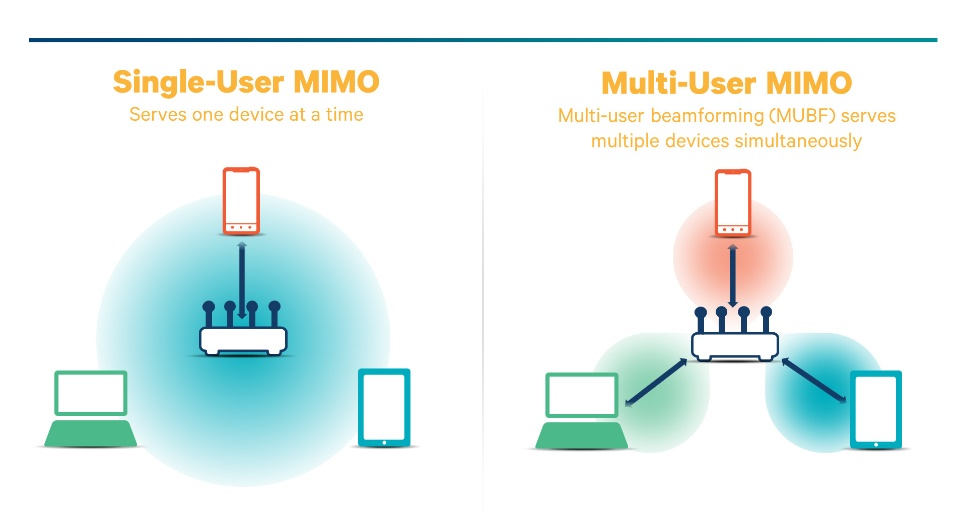 Single-User MIMO
Serves one device at a time
Multi-User MIMO
Multi-user beamforming (MUBF) serves
multiple devices simultaneously